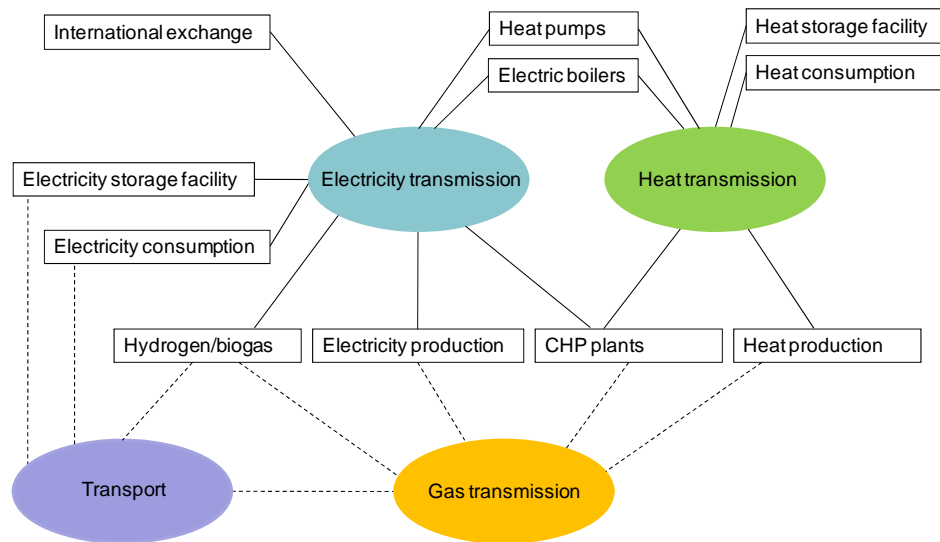 International exchange
Heat pumps
Heat storage facility
Electric boilers
Heat consumption
Electricity storage facility
Electricity transmission
Heat transmission
Electricity consumption
Hydrogen/biogas
Electricity production
CHP plants
Heat production
Transport
Gas transmission